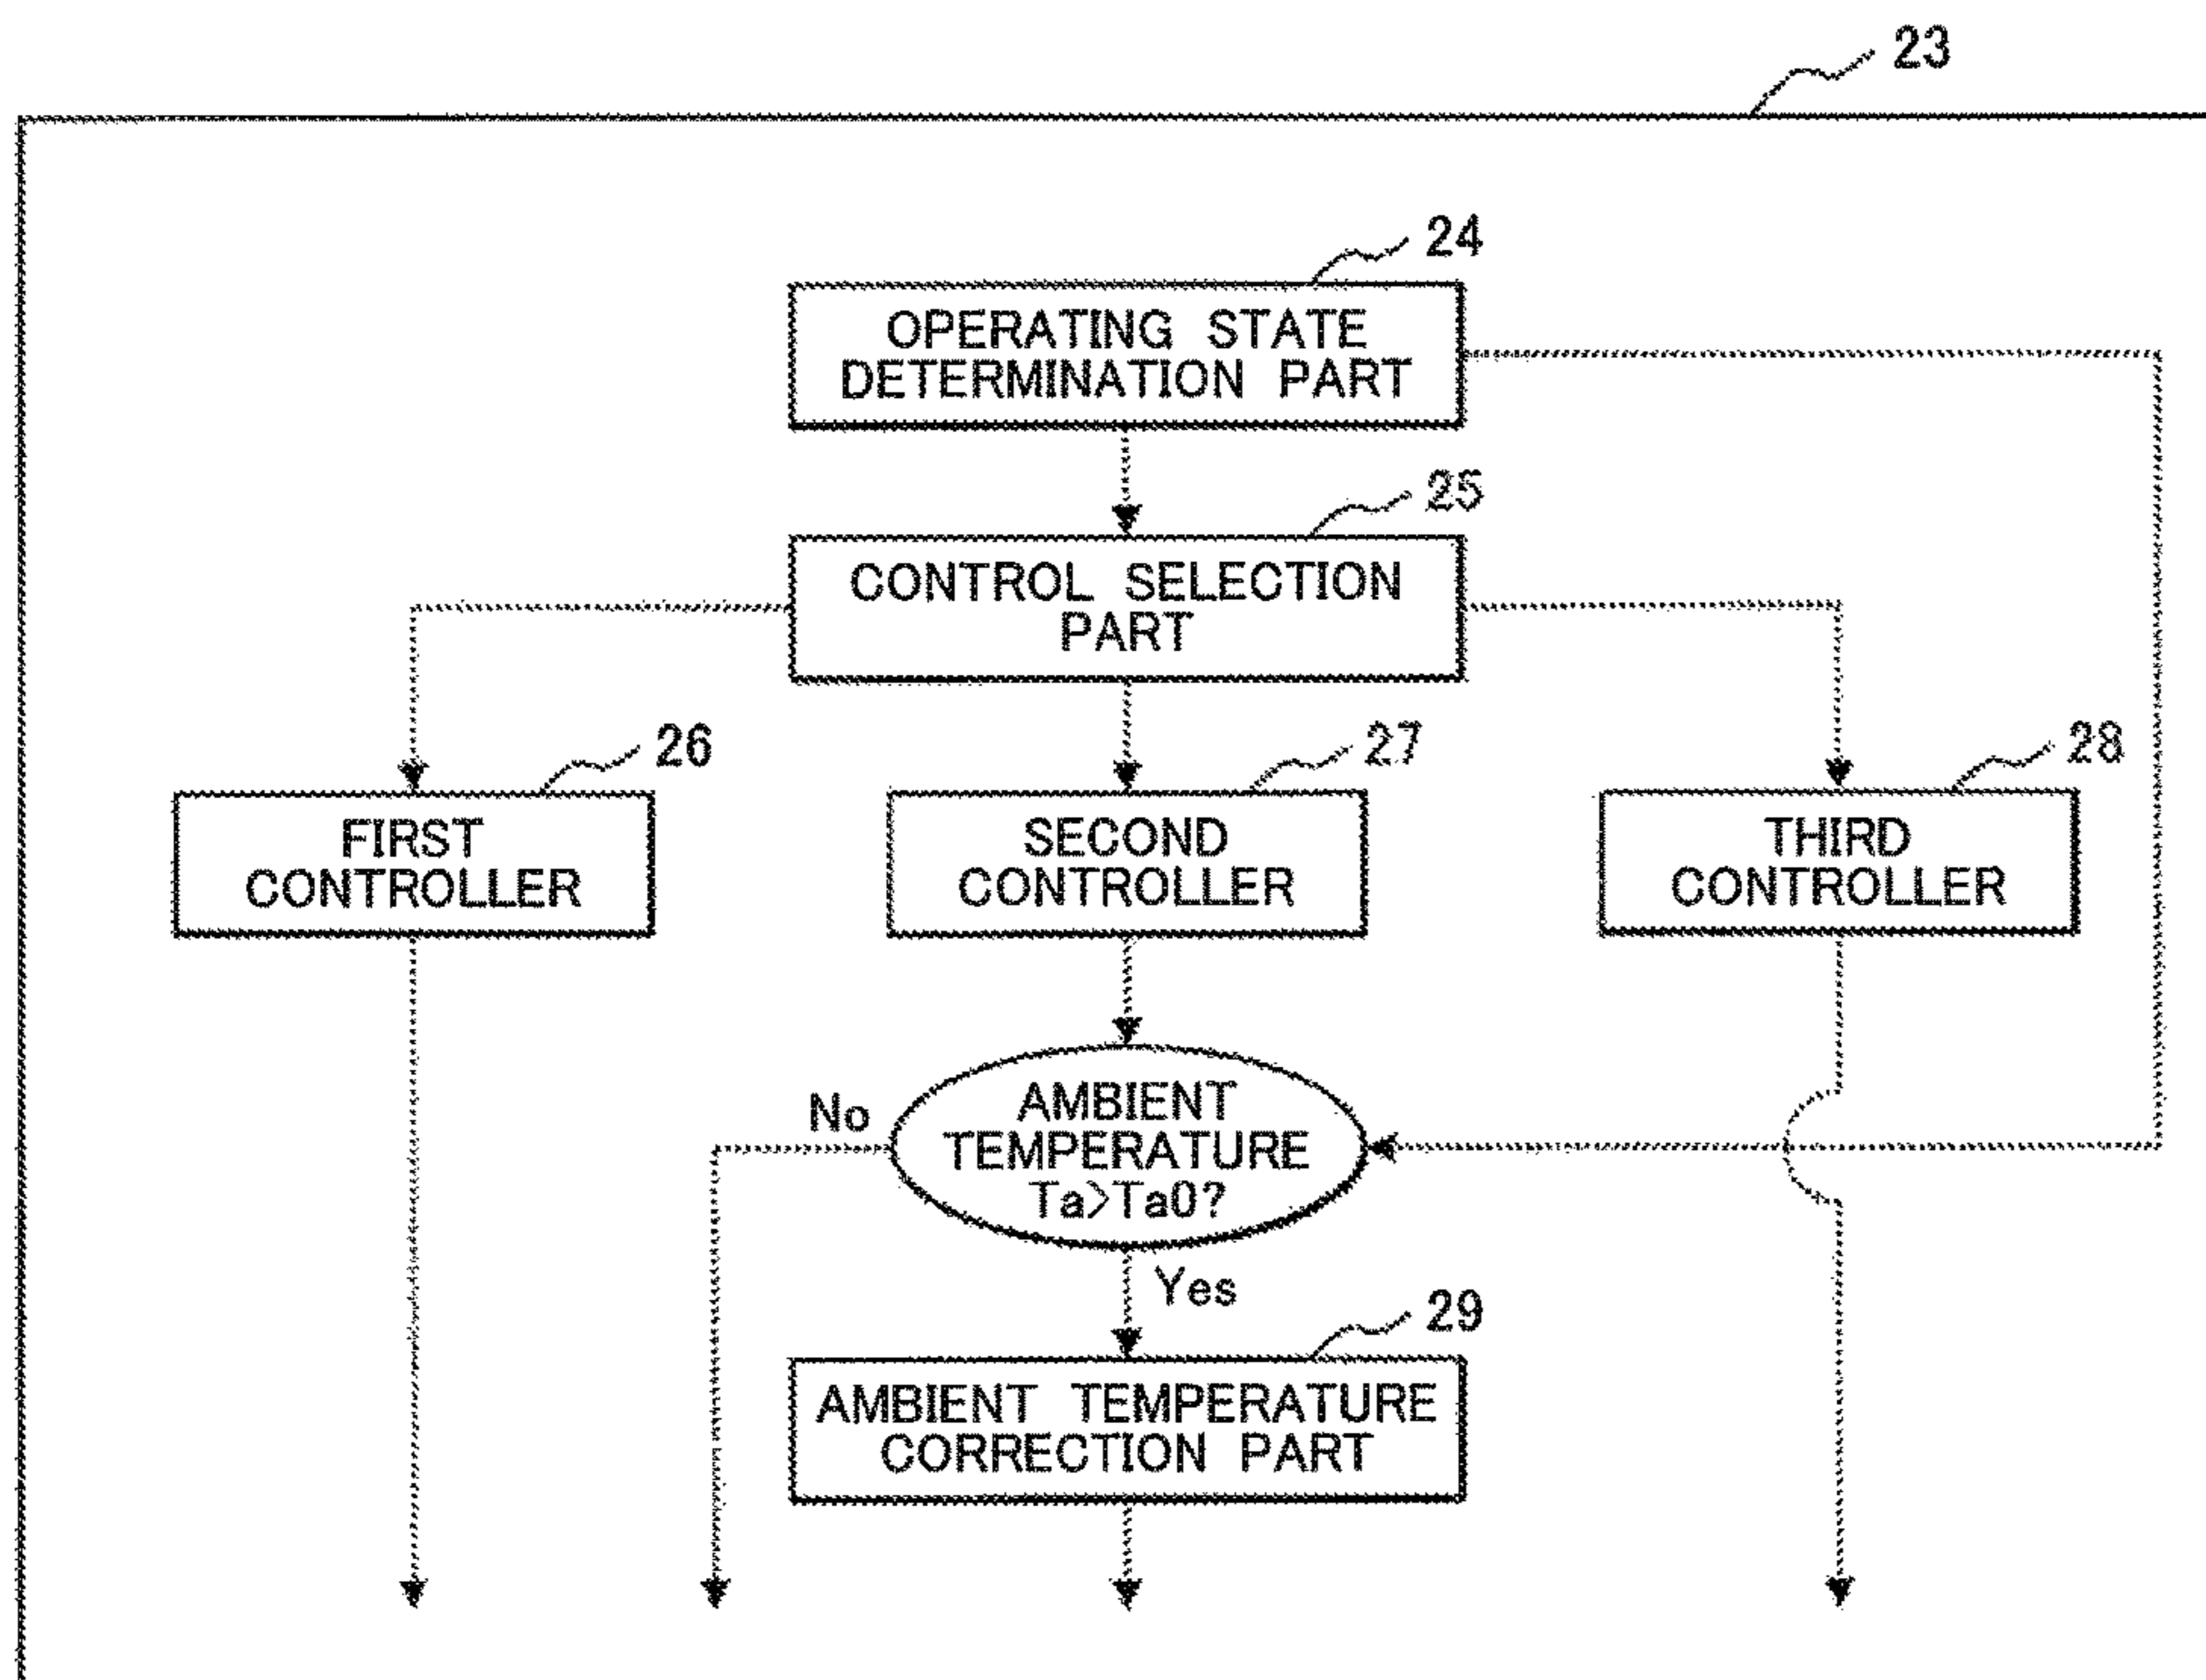 23
24
OPERATING STATE
DETERMINATION PART
25
CONTROL SELECTION
PART
26
FIRST
CONTROLLER
27
SECOND
CONTROLLER
28
THIRD
CONTROLLER
No
AMBIENT
TEMPERATURE
Ta>Ta0?
Yes
29
AMBIENT TEMPERATURE
CORRECTION PART